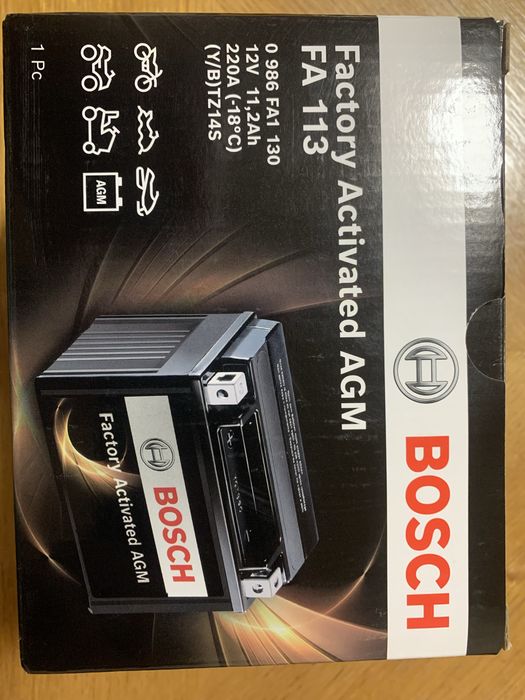 BOSCH
Factory Activated AGM
FA 113
0 986 FA1 130
12V 11,2Ah
220A (-18°C)
(Y/B)TZ14S
AGM
1 Pc
BOSCH
Factory Activated AGM